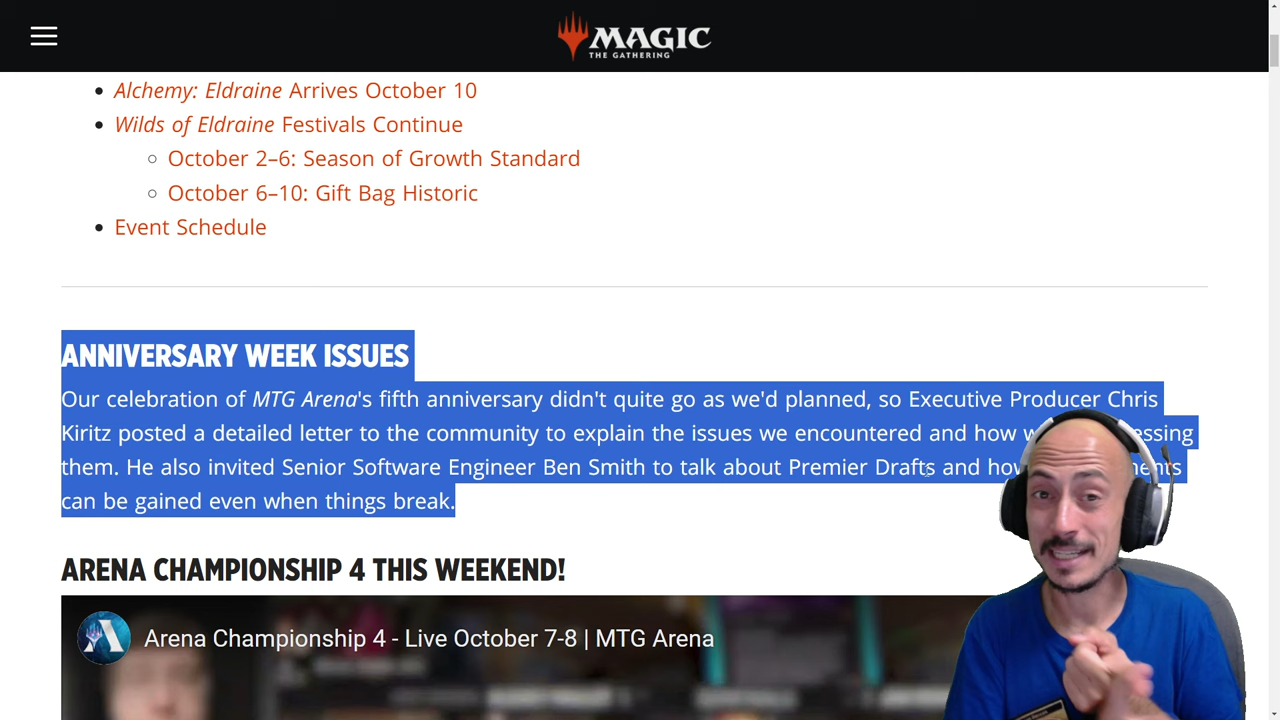 MAGIC
THE GATHERING
Alchemy: Eldraine Arrives October 10
Wilds of Eldraine Festivals Continue
October 2–6: Season of Growth Standard
October 6–10: Gift Bag Historic
Event Schedule
ANNIVERSARY WEEK ISSUES
Our celebration of MTG Arena's fifth anniversary didn't quite go as we'd planned, so Executive Producer Chris
Kiritz posted a detailed letter to the community to explain the issues we encountered and how
them. He also invited Senior Software Engineer Ben Smith to talk about Premier Drafts and how
can be gained even when things break.
ARENA CHAMPIONSHIP 4 THIS WEEKEND!
Arena Championship 4 - Live October 7-8 | MTG Arena